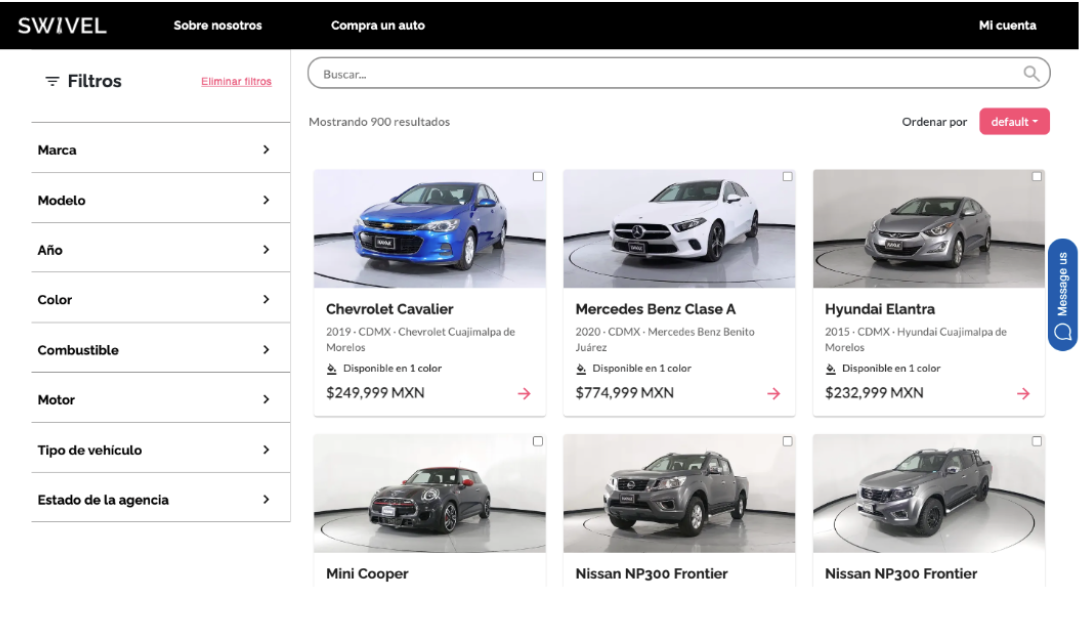 SWIVEL
Sobre nosotros
Compra un auto
Mi cuenta
Filtros
Eliminar filtros
Marca
Modelo
Año
Color
Combustible
Motor
Tipo de vehículo
Estado de la agencia
Buscar...
Mostrando 900 resultados
Ordenar por
default
Chevrolet Cavalier
2019 · CDMX · Chevrolet Cuajimalpa de
Morelos
Disponible en 1 color
$249,999 MXN
Mercedes Benz Clase A
2020 · CDMX · Mercedes Benz Benito
Juárez
Disponible en 1 color
$774,999 MXN
Hyundai Elantra
2015 · CDMX · Hyundai Cuajimalpa de
Morelos
Disponible en 1 color
$232,999 MXN
Mini Cooper
Nissan NP300 Frontier
Nissan NP300 Frontier
Message us